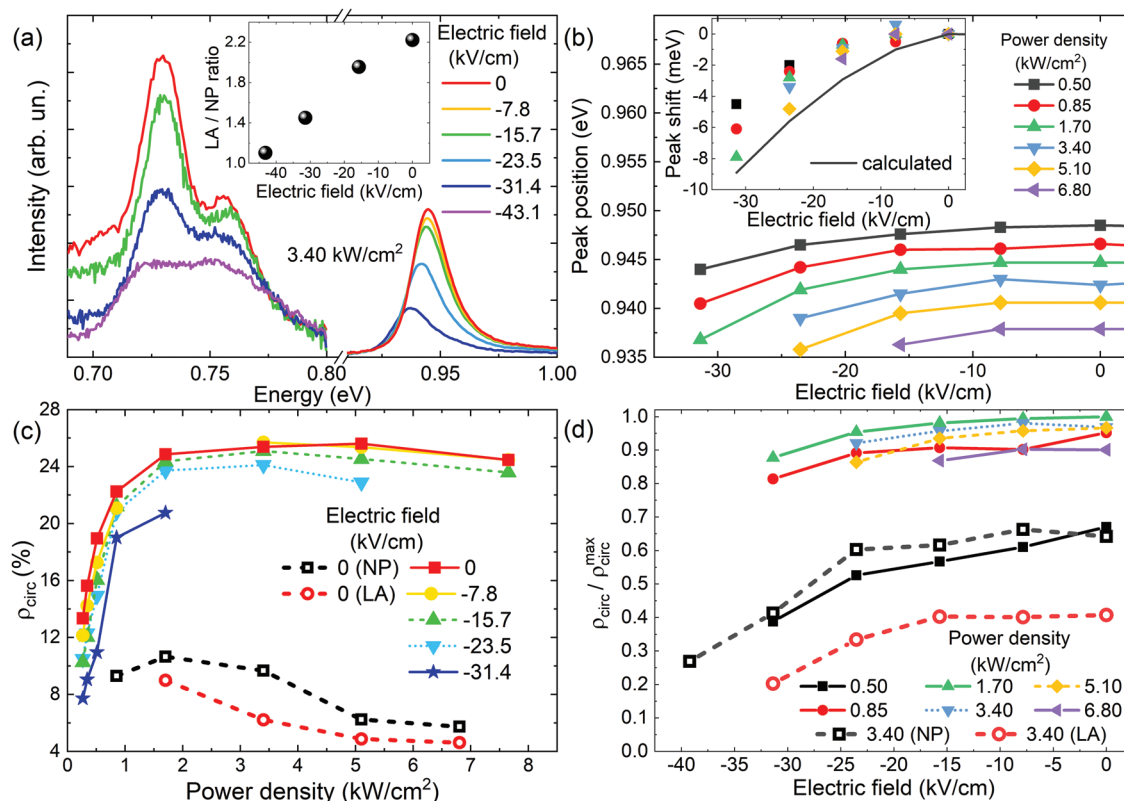 (a)
Intensity (arb. un.)
LA / NP ratio
2.2
1.8
1.4
1.0
-40 -30 -20 -10 0
Electric field (kV/cm)
Electric field
(kV/cm)
0
-7.8
-15.7
-23.5
-31.4
-43.1
3.40 kW/cm²
0.70 0.75 0.80 0.95 1.00
Energy (eV)
(b)
Peak position (eV)
0.965
0.960
0.955
0.950
0.945
0.940
0.935
Peak shift (meV)
0
-2
-4
-6
-8
-10
calculated
-30 -20 -10 0
Electric field (kV/cm)
Power density
(kW/cm²)
0.50
0.85
1.70
3.40
5.10
6.80
-30 -20 -10 0
Electric field (kV/cm)
(c)
ρcirc (%)
28
24
20
16
12
8
4
Electric field
(kV/cm)
0 (NP) 0
0 (LA) -7.8
-15.7
-23.5
-31.4
0 1 2 3 4 5 6 7 8
Power density (kW/cm²)
(d)
ρcirc / ρcirc max
1.0
0.9
0.8
0.7
0.6
0.5
0.4
0.3
0.2
0.1
0.0
Power density
(kW/cm²)
0.50 1.70 5.10
0.85 3.40 6.80
3.40 (NP) 3.40 (LA)
-40 -35 -30 -25 -20 -15 -10 -5 0
Electric field (kV/cm)